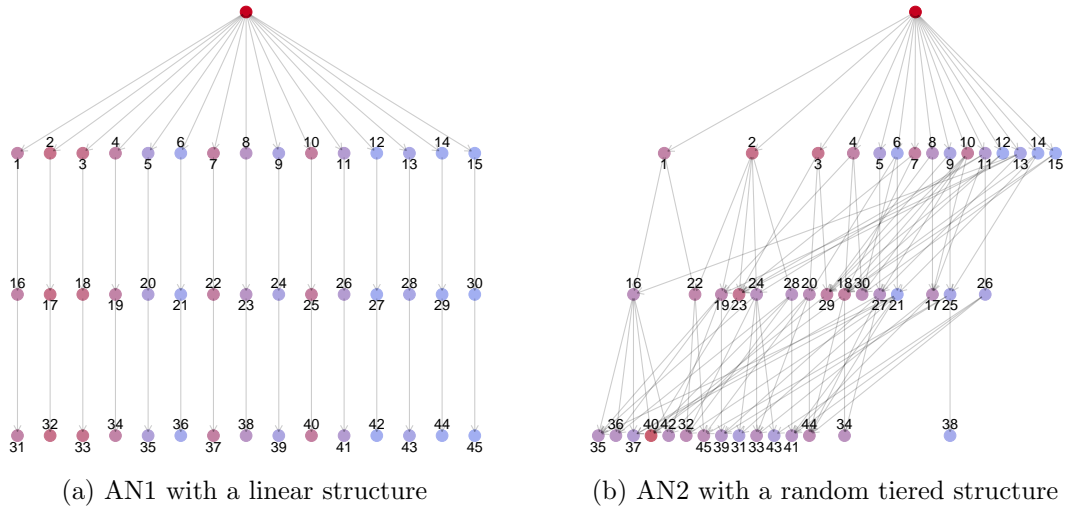 2 4 6 8 10 12 14
1 3 5 7 9 11 13 15
16 18 20 22 24 26 28 30
17 19 21 23 25 27 29
32 34 36 38 40 42 44
31 33 35 37 39 41 43 45
(a) AN1 with a linear structure
2 4 6 8 10 12 14
1 3 5 7 9 11 13 15
16 22 24 28 20 18 30 26
19 23 29 27 21 17 25
36 40 42 32 44 34 38
35 37 45 39 31 33 43 41
(b) AN2 with a random tiered structure